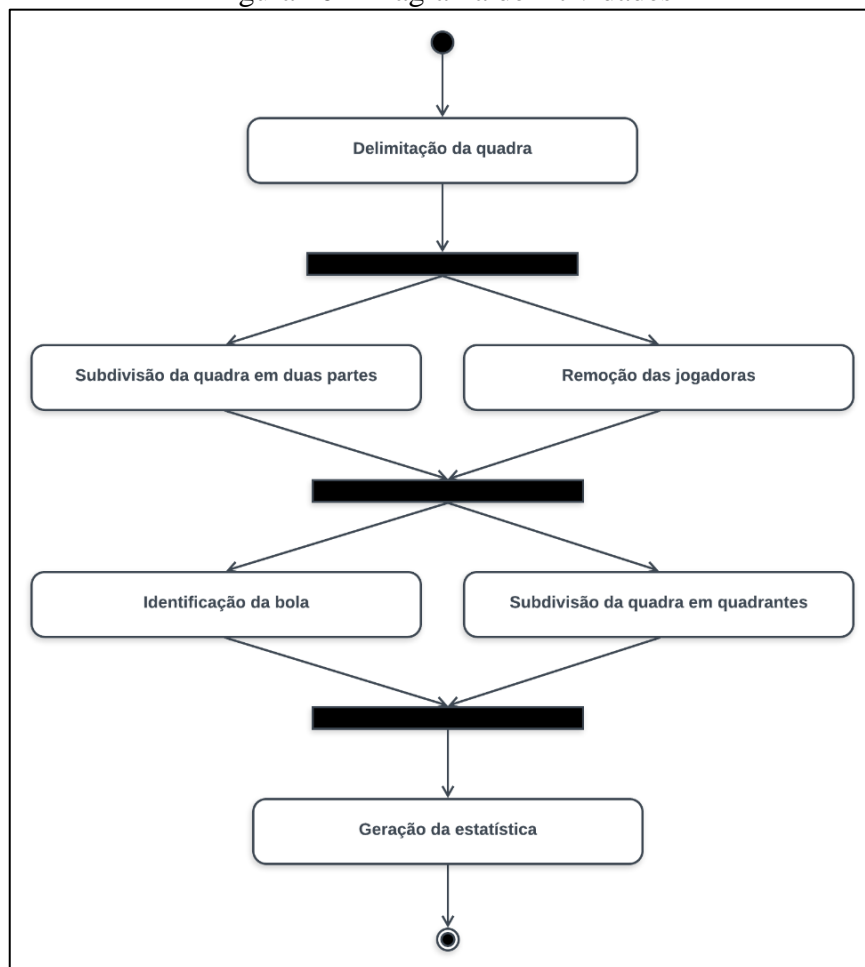 Delimitação da quadra
Subdivisão da quadra em duas partes
Remoção das jogadoras
Identificação da bola
Subdivisão da quadra em quadrantes
Geração da estatística